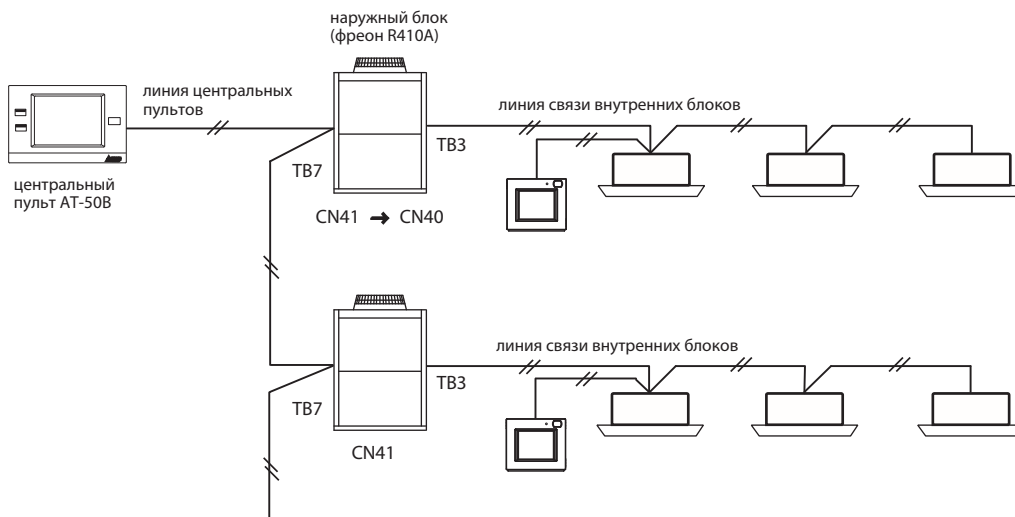 наружный блок
(фреон R410A)
линия центральных
пультов
линия связи внутренних блоков
TB7
TB3
центральный
пульт AT-50B
CN41 → CN40
линия связи внутренних блоков
TB7
TB3
CN41